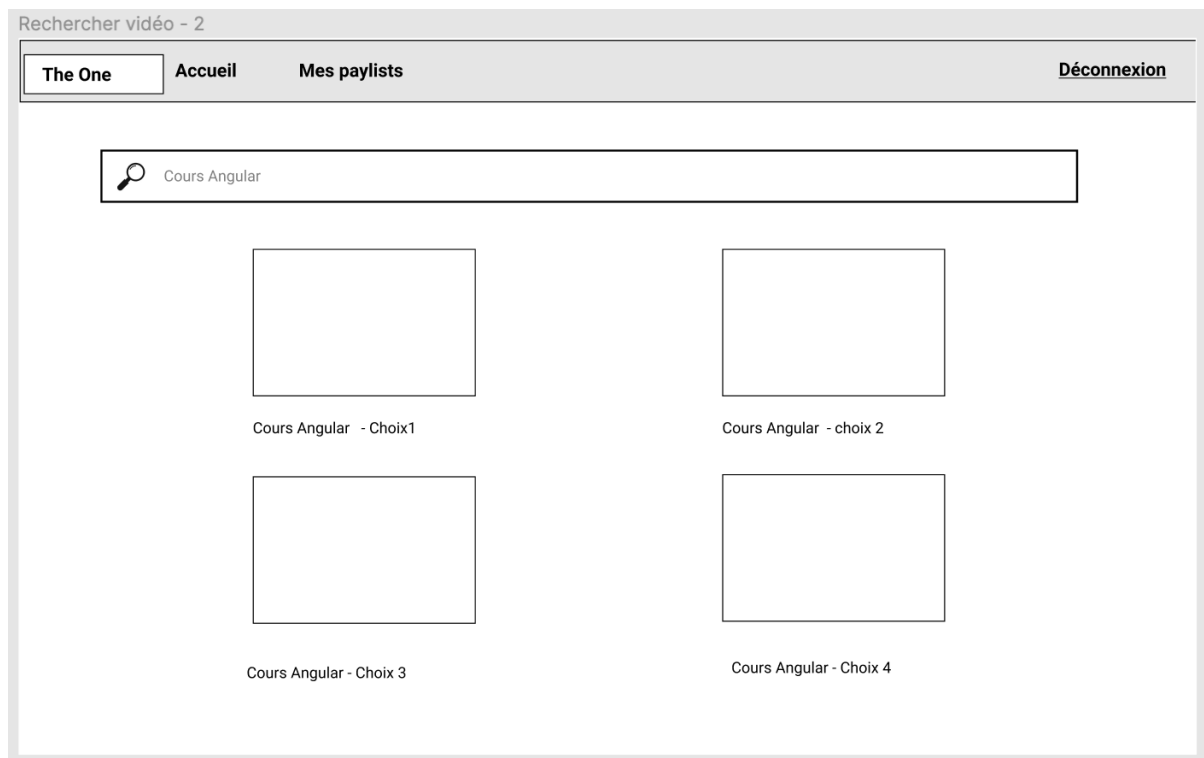 Rechercher vidéo - 2
The One Accueil Mes paylists Déconnexion
Cours Angular
Cours Angular - Choix1 Cours Angular - choix 2
Cours Angular - Choix 3 Cours Angular - Choix 4